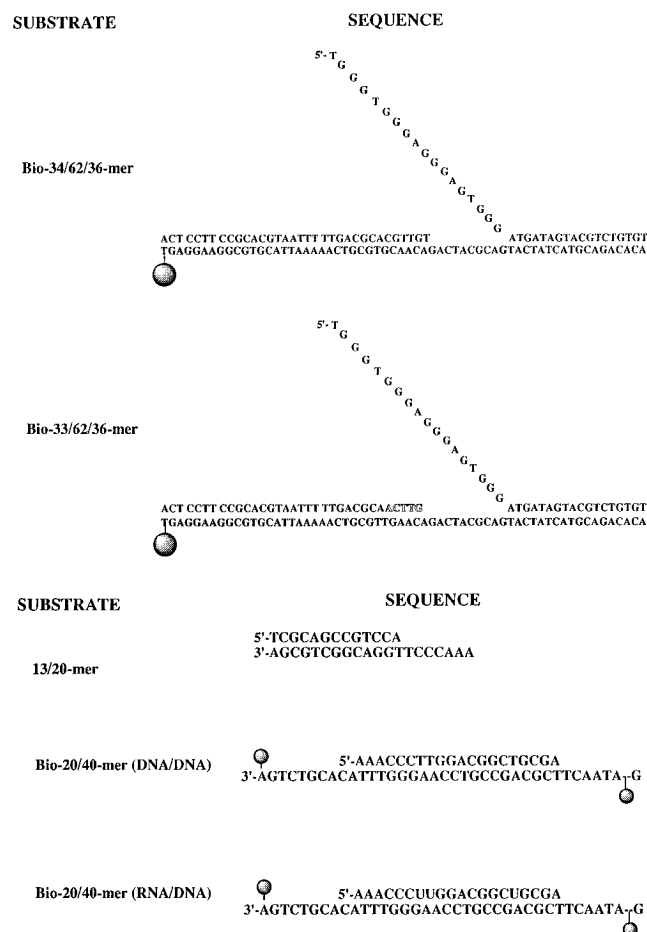 SUBSTRATE SEQUENCE
5'-TGGGTGGGAGGGAGTGGG
Bio-34/62/36-mer
ACT CCTT CCGCACGTAATTT TTGACGCACGTTGT ATGATAGTACGTCTGTGT
TGAGGAAGGCGTGCATTAAAAACTGCGTGCAACAGACTACGCAGTACTATCATGCAGACACA
5'-TGGGTGGGAGGGAGTGGG
Bio-33/62/36-mer
ACT CCTT CCGCACGTAATTT TTGACGCAACTTG ATGATAGTACGTCTGTGT
TGAGGAAGGCGTGCATTAAAAACTGCGTTGAACAGACTACGCAGTACTATCATGCAGACACA
SUBSTRATE SEQUENCE
5'-TCGCAGCCGTCCA
3'-AGCGTCGGCAGGTTCCCAAA
13/20-mer
Bio-20/40-mer (DNA/DNA) 5'-AAACCCTTGGACGGCTGCGA
3'-AGTCTGCACATTTGGGAACCTGCCGACGCTTCAATA-G
Bio-20/40-mer (RNA/DNA) 5'-AAACCCUUGGACGGCUGCGA
3'-AGTCTGCACATTTGGGAACCTGCCGACGCTTCAATA-G